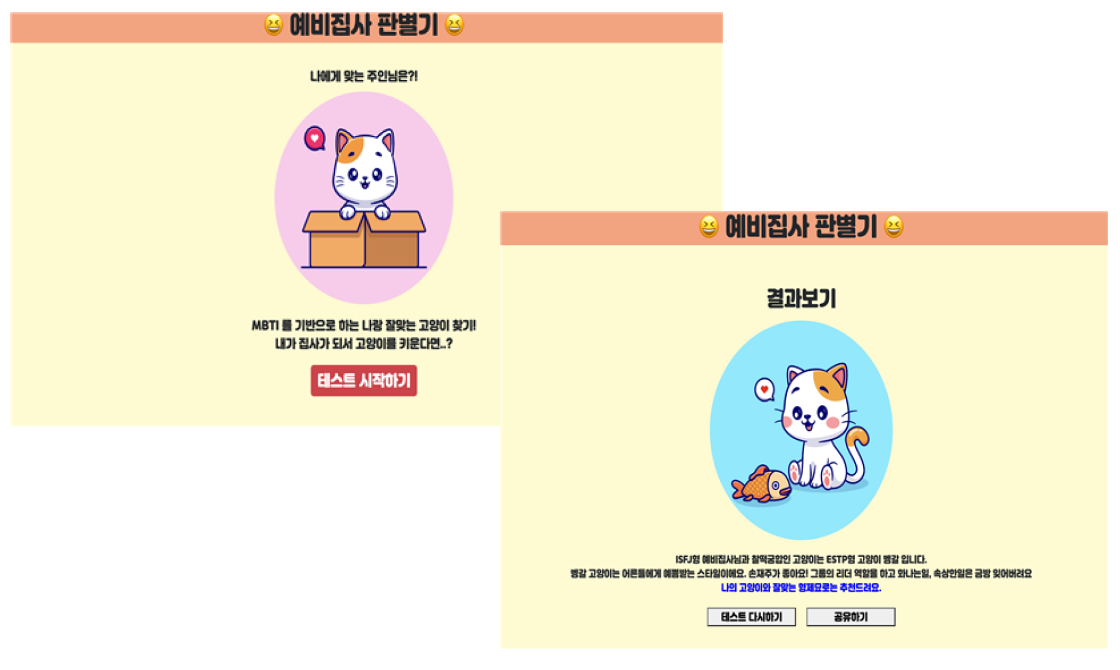 😆 예비집사 판별기 😆
나에게 맞는 주인님은?!
MBTI 를 기반으로 하는 나랑 잘맞는 고양이 찾기!
내가 집사가 되서 고양이를 키운다면..?
테스트 시작하기
😆 예비집사 판별기 😆
결과보기
ISFJ형 예비집사님과 찰떡궁합인 고양이는 ESTP형 고양이 벵갈 입니다.
벵갈 고양이는 어른들에게 예쁨받는 스타일이에요. 손재주가 좋아요! 그룹의 리더 역할을 하고 화나는일, 속상한일은 금방 잊어버려요
나의 고양이와 잘맞는 형제묘로는 추천드려요.
테스트 다시하기
공유하기